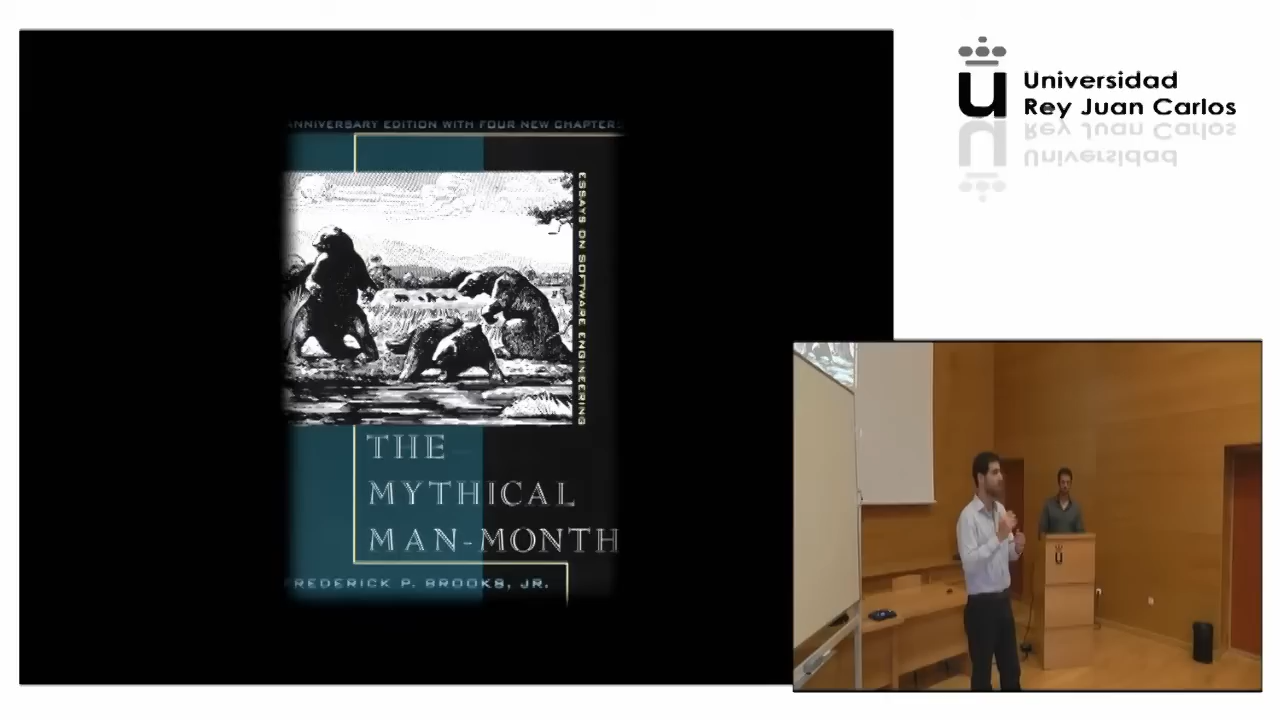 ANNIVERSARY EDITION WITH FOUR NEW CHAPTERS
ESSAYS ON SOFTWARE ENGINEERING
THE
MYTHICAL
MAN-MONTH
FREDERICK P. BROOKS, JR.
Universidad
Rey Juan Carlos